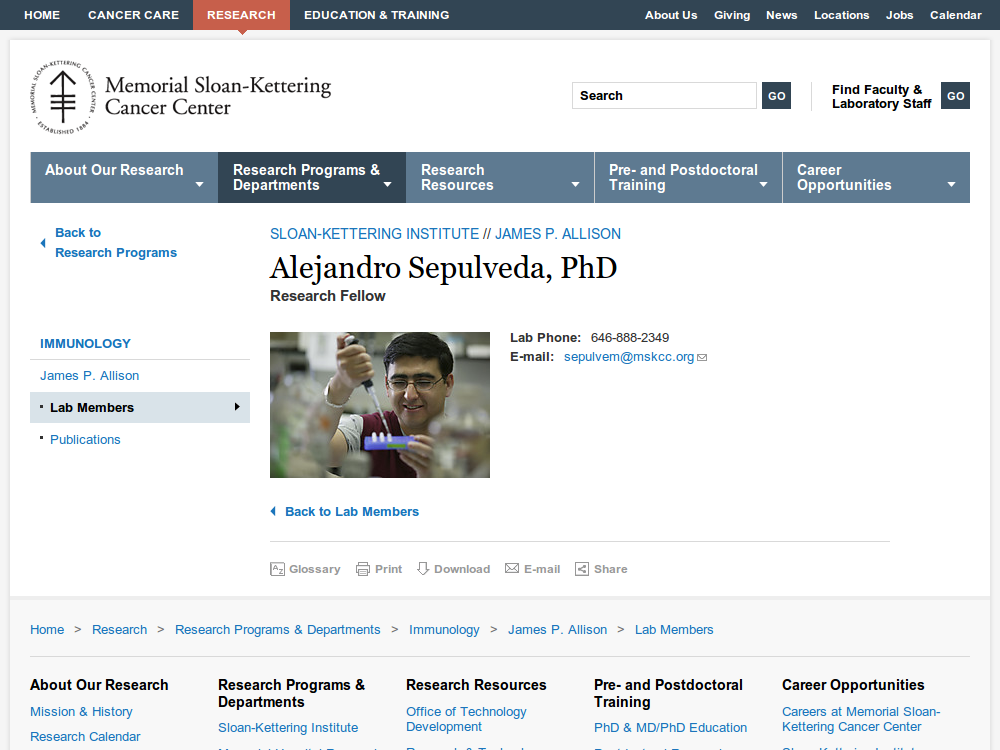 HOME CANCER CARE RESEARCH EDUCATION & TRAINING About Us Giving News Locations Jobs Calendar
MEMORIAL SLOAN-KETTERING CANCER CENTER
ESTABLISHED 1884
Memorial Sloan-Kettering
Cancer Center
Search GO
Find Faculty &
Laboratory Staff GO
About Our Research
Research Programs &
Departments
Research
Resources
Pre- and Postdoctoral
Training
Career
Opportunities
Back to
Research Programs
IMMUNOLOGY
James P. Allison
Lab Members
Publications
SLOAN-KETTERING INSTITUTE // JAMES P. ALLISON
Alejandro Sepulveda, PhD
Research Fellow
Lab Phone: 646-888-2349
E-mail: sepulvem@mskcc.org
Back to Lab Members
Glossary Print Download E-mail Share
Home > Research > Research Programs & Departments > Immunology > James P. Allison > Lab Members
About Our Research
Mission & History
Research Calendar
Research Programs &
Departments
Sloan-Kettering Institute
Research Resources
Office of Technology
Development
Pre- and Postdoctoral
Training
PhD & MD/PhD Education
Career Opportunities
Careers at Memorial Sloan-
Kettering Cancer Center